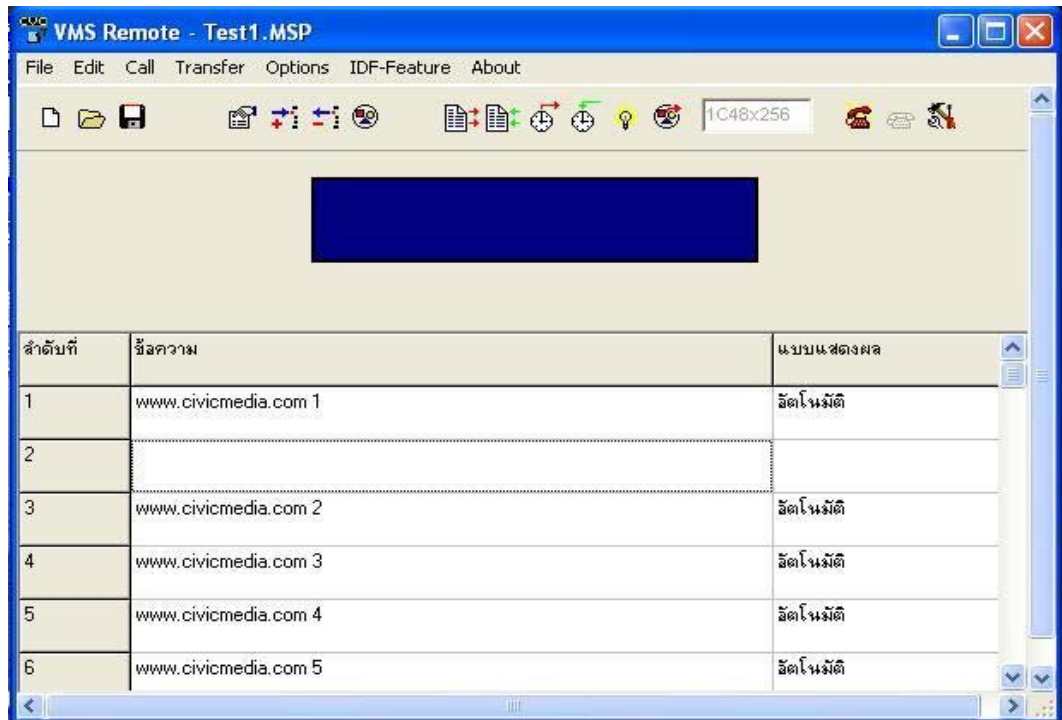 VMS Remote - Test1.MSP
File Edit Call Transfer Options IDF-Feature About
1C48x256
ลำดับที่ ข้อความ แบบแสดงผล
1 www.civicmedia.com 1 อัตโนมัติ
2
3 www.civicmedia.com 2 อัตโนมัติ
4 www.civicmedia.com 3 อัตโนมัติ
5 www.civicmedia.com 4 อัตโนมัติ
6 www.civicmedia.com 5 อัตโนมัติ